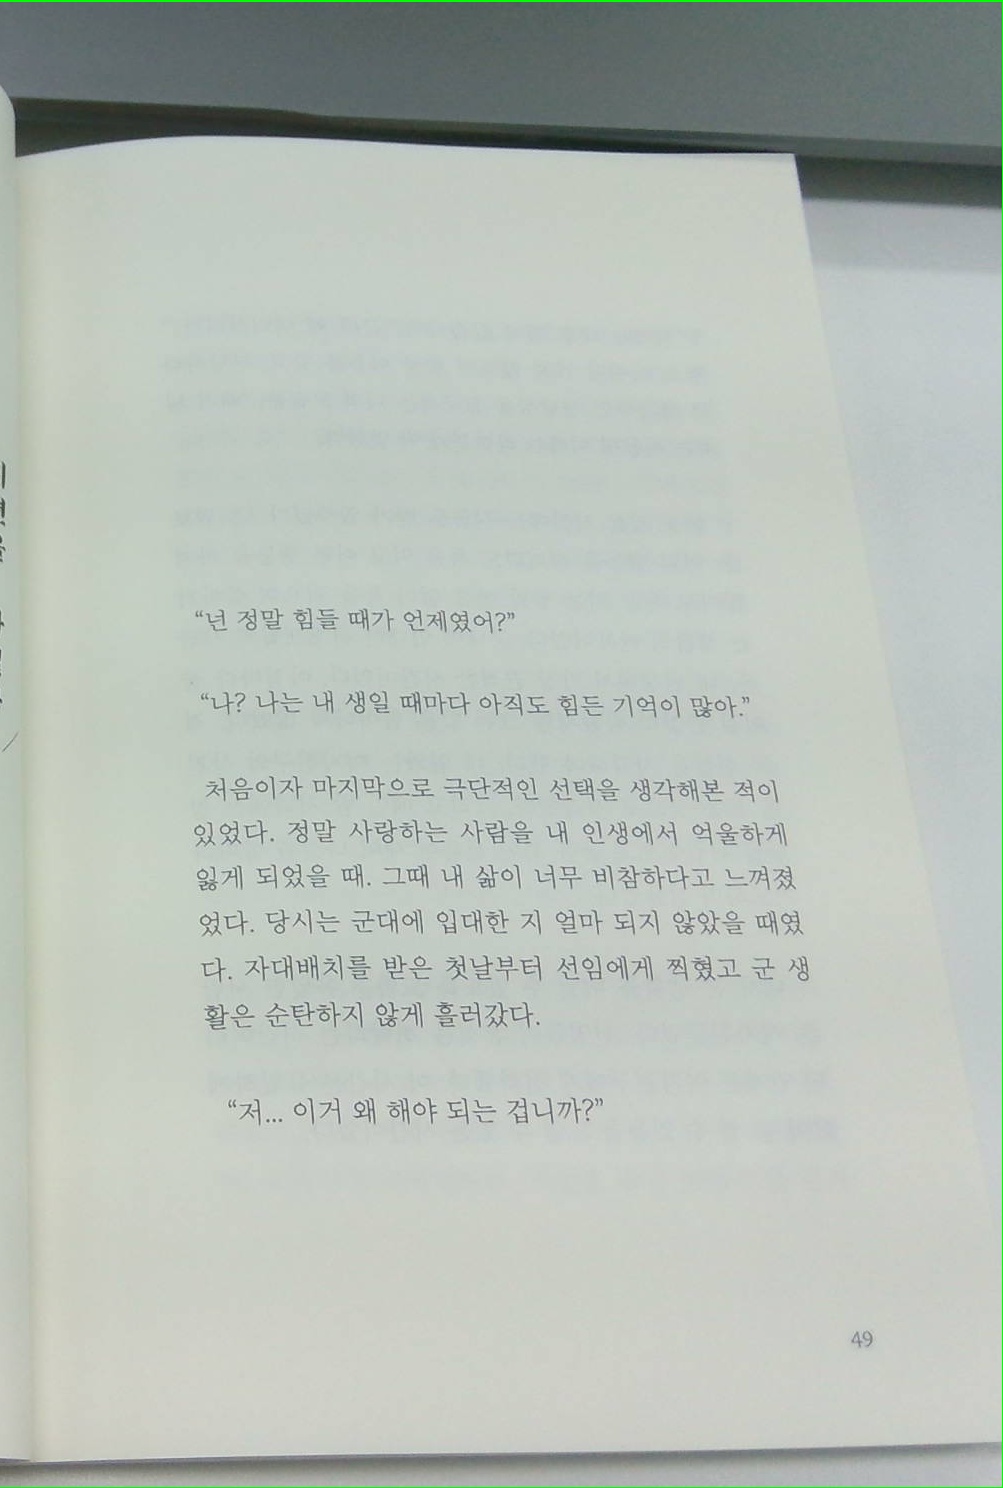 “넌 정말 힘들 때가 언제였어?”
“나? 나는 내 생일 때마다 아직도 힘든 기억이 많아.”
처음이자 마지막으로 극단적인 선택을 생각해본 적이
있었다. 정말 사랑하는 사람을 내 인생에서 억울하게
잃게 되었을 때. 그때 내 삶이 너무 비참하다고 느껴졌
었다. 당시는 군대에 입대한 지 얼마 되지 않았을 때였
다. 자대배치를 받은 첫날부터 선임에게 찍혔고 군 생
활은 순탄하지 않게 흘러갔다.
“저... 이거 왜 해야 되는 겁니까?”
49